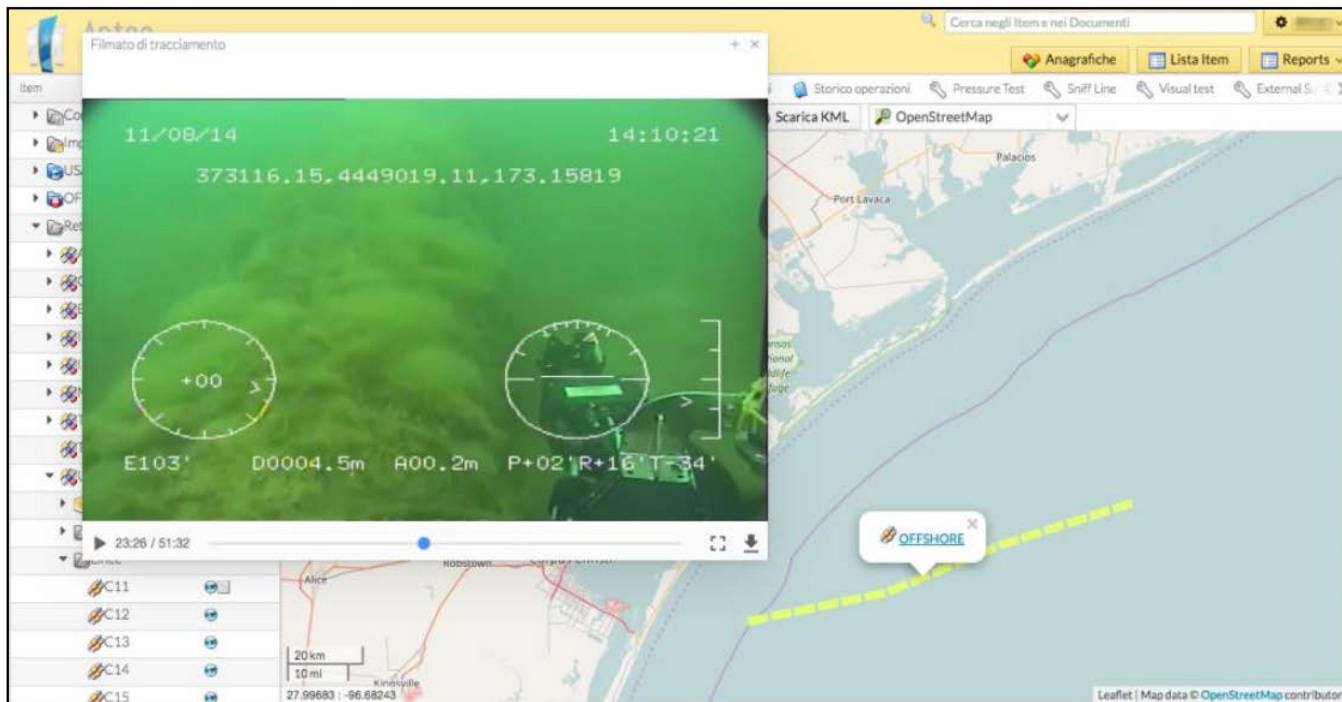 Filmato di tracciamento
+ ×
Cerca negli Item e nei Documenti
Anagrafiche
Lista Item
Reports
Item
Storico operazioni
Pressure Test
Sniff Line
Visual test
External S
Scarica KML
OpenStreetMap
11/08/14
14:10:21
373116.15,4449019.11,173.15819
+00
E103' D0004.5m A00.2m P+02'R+16'T-34'
23:26 / 51:32
Palacios
Port Lavaca
OFFSHORE
Robstown
Alice
Kingsville
C11
C12
C13
C14
C15
20 km
10 mi
27.99683 : -96.68243
Leaflet | Map data © OpenStreetMap contributor